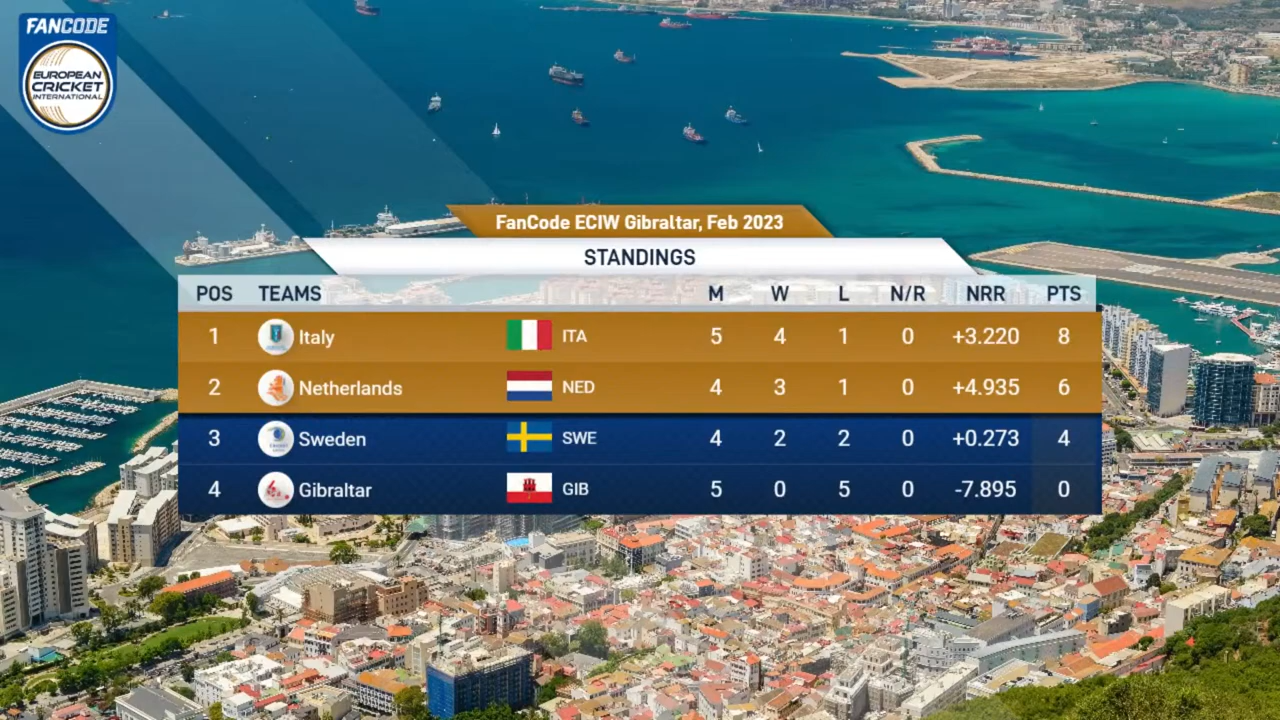 FANCODE
EUROPEAN
CRICKET
INTERNATIONAL
FanCode ECIW Gibraltar, Feb 2023
STANDINGS
POS TEAMS M W L N/R NRR PTS
1 Italy ITA 5 4 1 0 +3.220 8
2 Netherlands NED 4 3 1 0 +4.935 6
3 Sweden SWE 4 2 2 0 +0.273 4
4 Gibraltar GIB 5 0 5 0 -7.895 0